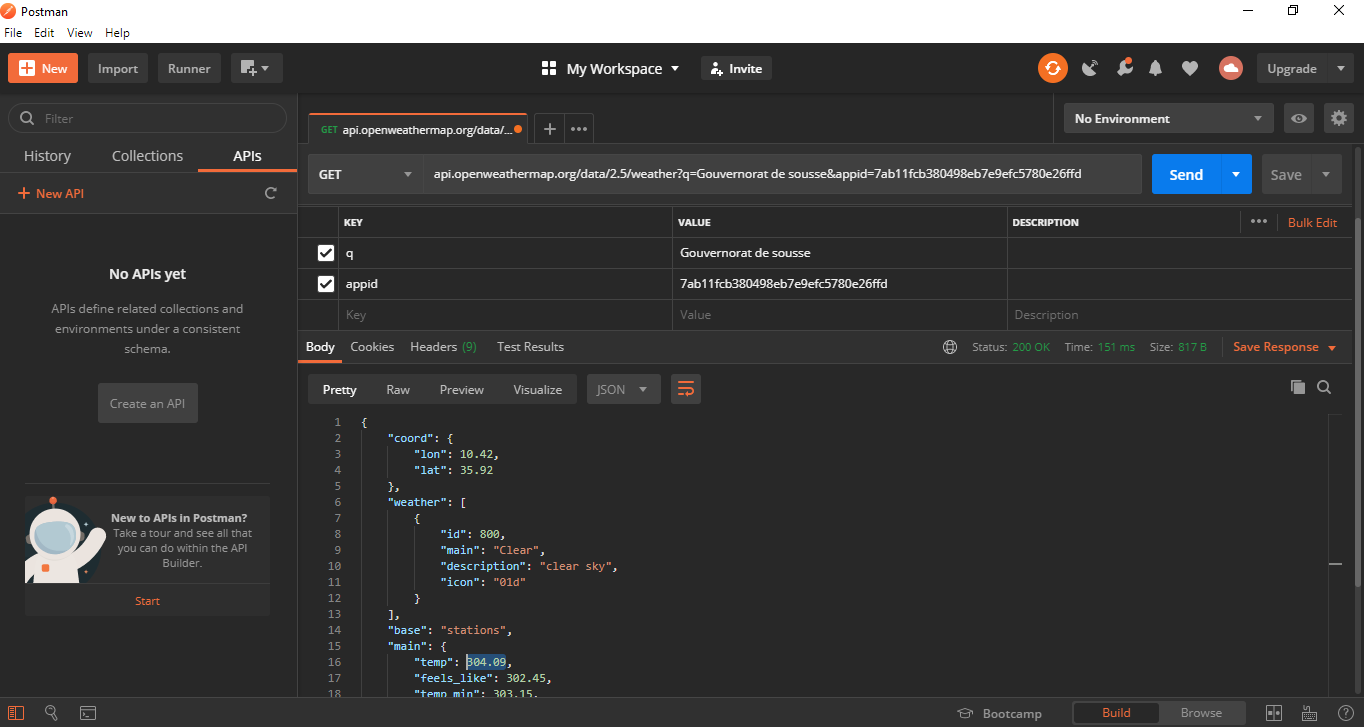 Postman
File Edit View Help
New Import Runner My Workspace Invite Upgrade
Filter
History Collections APIs
New API
No APIs yet
APIs define related collections and
environments under a consistent
schema.
Create an API
New to APIs in Postman?
Take a tour and see all that
you can do within the API
Builder.
Start
GET api.openweathermap.org/data/...
No Environment
GET api.openweathermap.org/data/2.5/weather?q=Gouvernorat de sousse&appid=7ab11fcb380498eb7e9efc5780e26ffd Send Save
KEY VALUE DESCRIPTION ••• Bulk Edit
q Gouvernorat de sousse
appid 7ab11fcb380498eb7e9efc5780e26ffd
Key Value Description
Body Cookies Headers (9) Test Results Status: 200 OK Time: 151 ms Size: 817 B Save Response
Pretty Raw Preview Visualize JSON
1 {
2 "coord": {
3 "lon": 10.42,
4 "lat": 35.92
5 },
6 "weather": [
7 {
8 "id": 800,
9 "main": "Clear",
10 "description": "clear sky",
11 "icon": "01d"
12 }
13 ],
14 "base": "stations",
15 "main": {
16 "temp": 304.09,
17 "feels_like": 302.45,
18 "temp_min": 303.15,
Bootcamp Build Browse